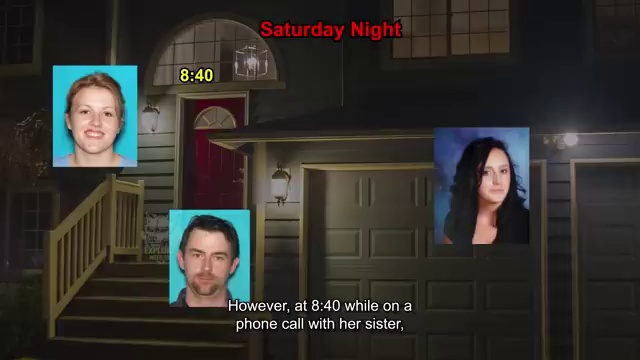 Saturday Night
8:40
However, at 8:40 while on a
phone call with her sister,